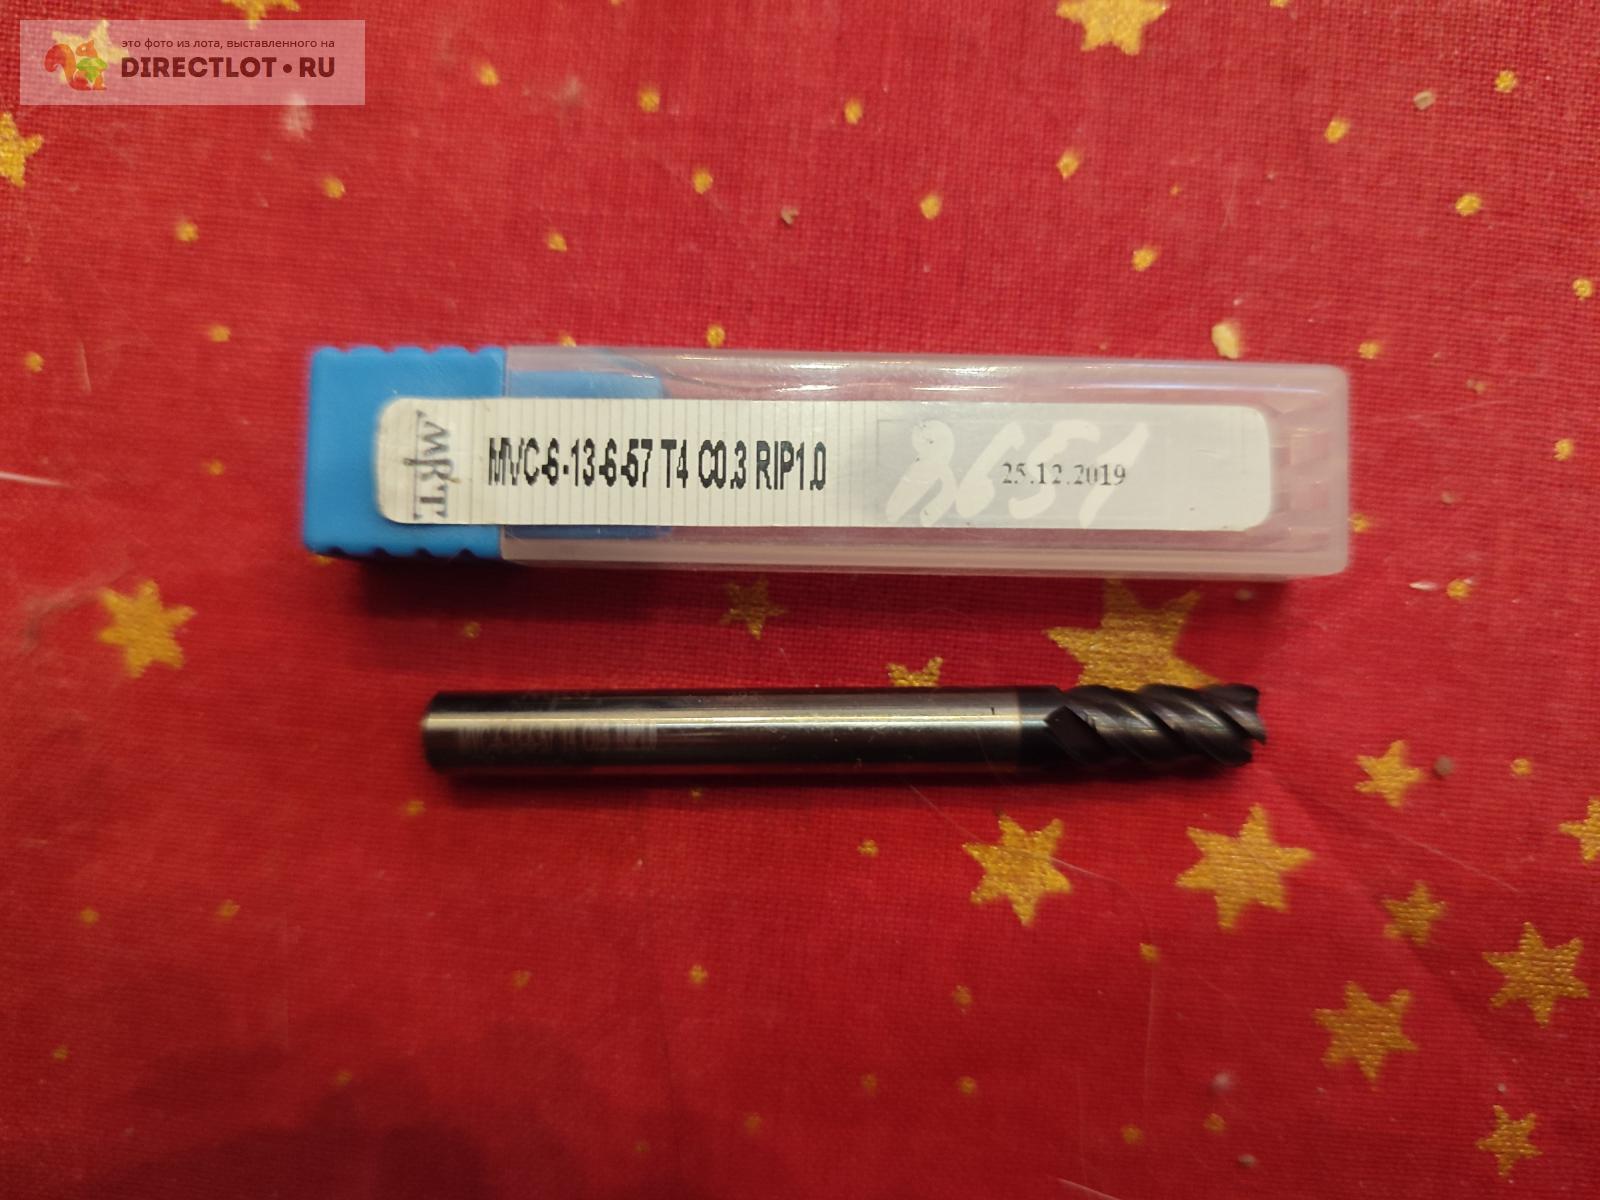 это фото из лота, выставленного на
DIRECTLOT•RU
MRT.
MVC-6-13-6-57 T4 C0.3 RIP1.0
25.12.2019